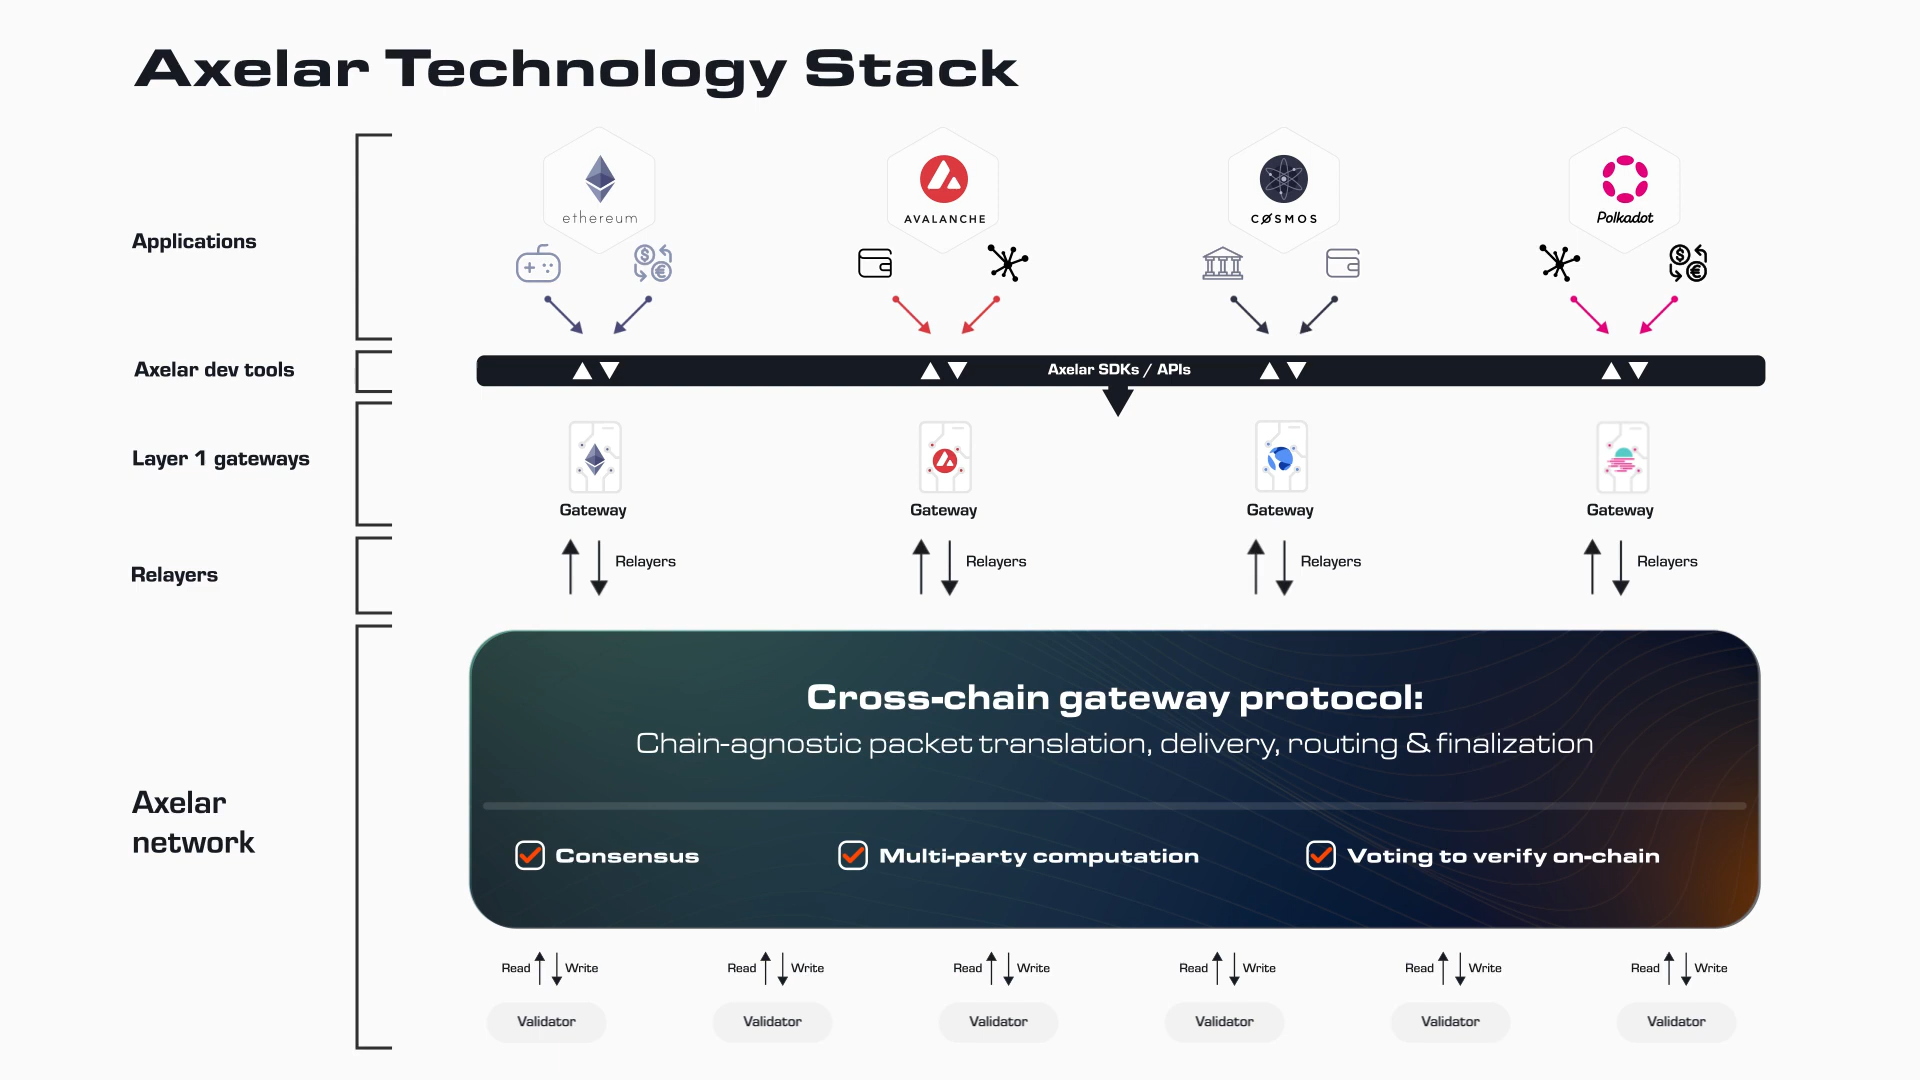 Axelar Technology Stack
Applications
ethereum
AVALANCHE
CØSMOS
Polkadot
Axelar dev tools
Axelar SDKs / APIs
Layer 1 gateways
Gateway
Gateway
Gateway
Gateway
Relayers
Relayers
Relayers
Relayers
Relayers
Axelar
network
Cross-chain gateway protocol:
Chain-agnostic packet translation, delivery, routing & finalization
Consensus
Multi-party computation
Voting to verify on-chain
Read Write
Read Write
Read Write
Read Write
Read Write
Read Write
Validator
Validator
Validator
Validator
Validator
Validator